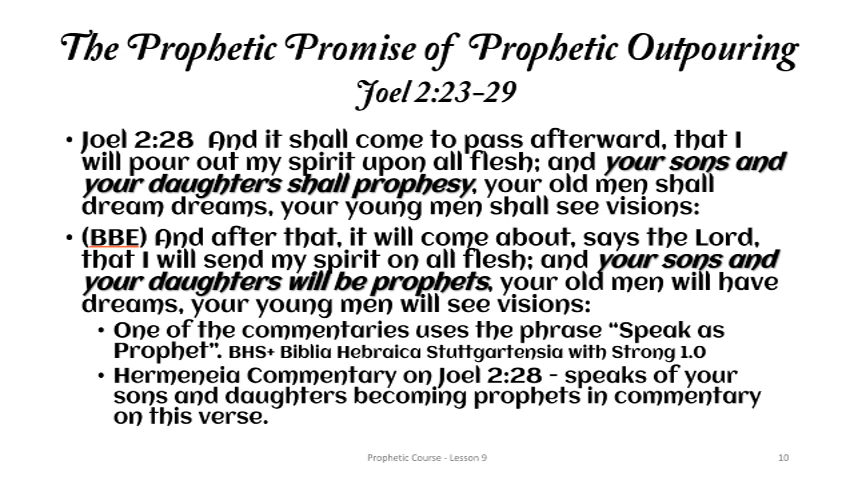 The Prophetic Promise of Prophetic Outpouring
Joel 2:23-29
• Joel 2:28 And it shall come to pass afterward, that I
will pour out my spirit upon all flesh; and your sons and
your daughters shall prophesy, your old men shall
dream dreams, your young men shall see visions:
• (BBE) And after that, it will come about, says the Lord,
that I will send my spirit on all flesh; and your sons and
your daughters will be prophets, your old men will have
dreams, your young men will see visions:
• One of the commentaries uses the phrase “Speak as
Prophet”. BHS+ Biblia Hebraica Stuttgartensia with Strong 1.0
• Hermeneia Commentary on Joel 2:28 - speaks of your
sons and daughters becoming prophets in commentary
on this verse.
Prophetic Course - Lesson 9
10